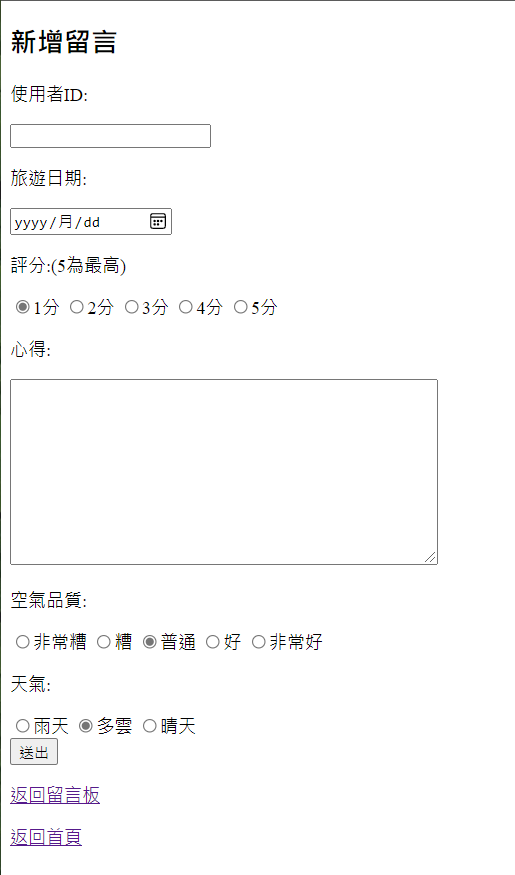 新增留言
使用者ID:
旅遊日期:
yyyy/月/dd
評分:(5為最高)
1分 2分 3分 4分 5分
心得:
空氣品質:
非常糟 糟 普通 好 非常好
天氣:
雨天 多雲 晴天
送出
返回留言板
返回首頁